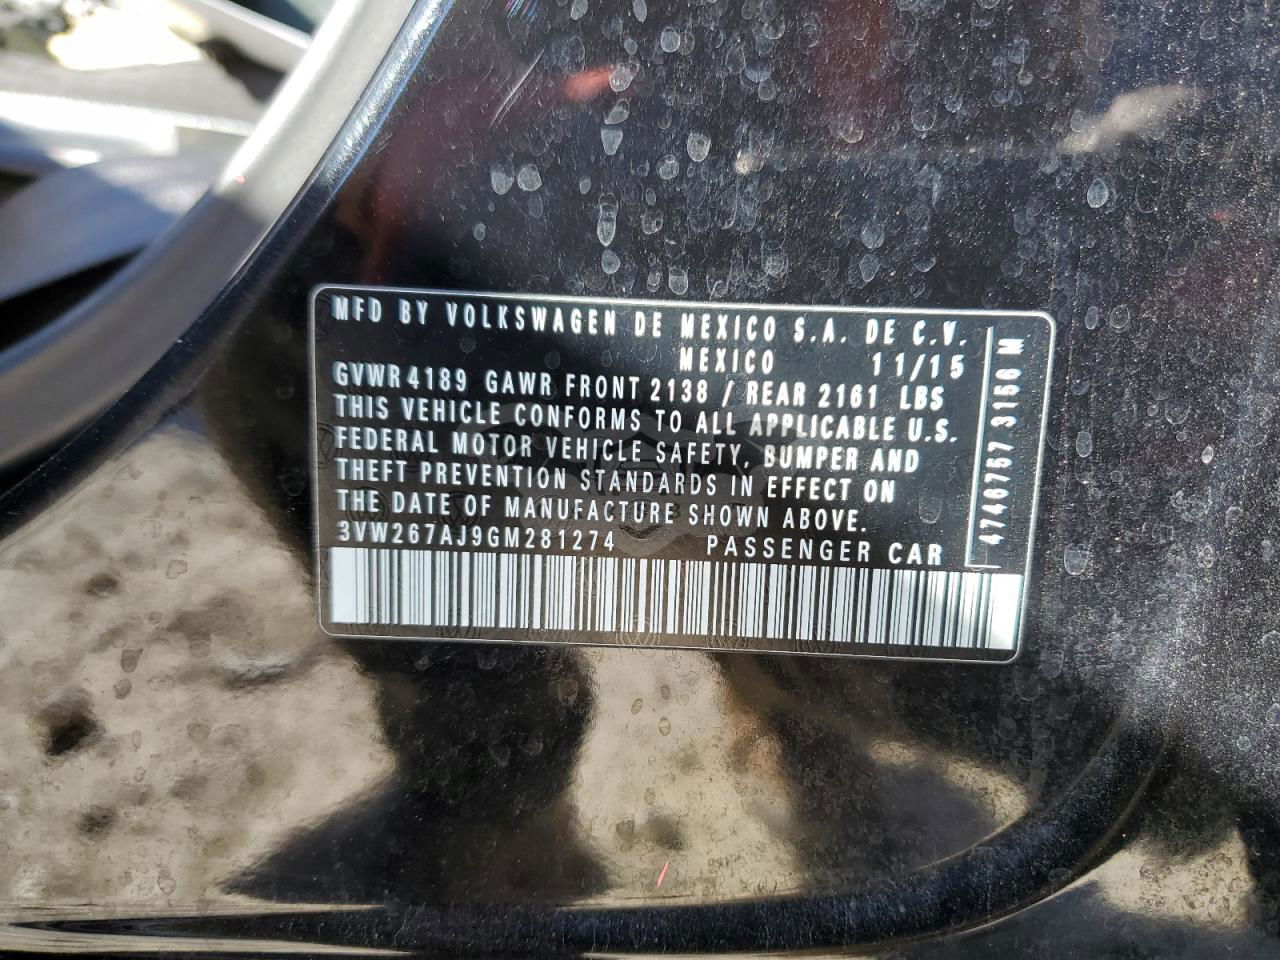 MFD BY VOLKSWAGEN DE MEXICO S.A. DE C.V.
MEXICO 11/15
GVWR 4189 GAWR FRONT 2138 / REAR 2161 LBS
THIS VEHICLE CONFORMS TO ALL APPLICABLE U.S.
FEDERAL MOTOR VEHICLE SAFETY, BUMPER AND
THEFT PREVENTION STANDARDS IN EFFECT ON
THE DATE OF MANUFACTURE SHOWN ABOVE.
3VW267AJ9GM281274 PASSENGER CAR
4746757 3156 M